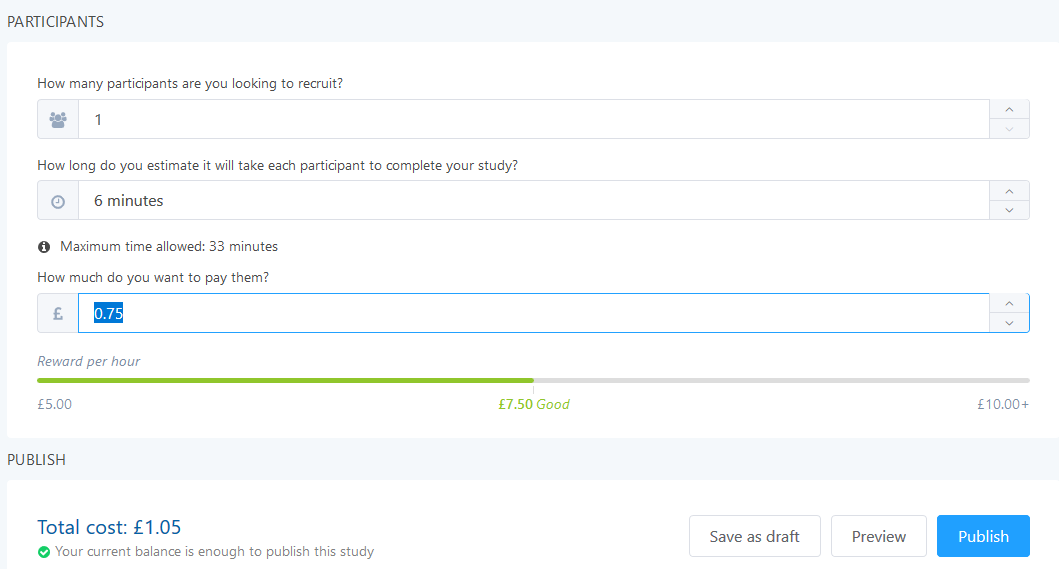 PARTICIPANTS
How many participants are you looking to recruit?
1
How long do you estimate it will take each participant to complete your study?
6 minutes
Maximum time allowed: 33 minutes
How much do you want to pay them?
£ 0.75
Reward per hour
£5.00 £7.50 Good £10.00+
PUBLISH
Total cost: £1.05
Your current balance is enough to publish this study
Save as draft Preview Publish